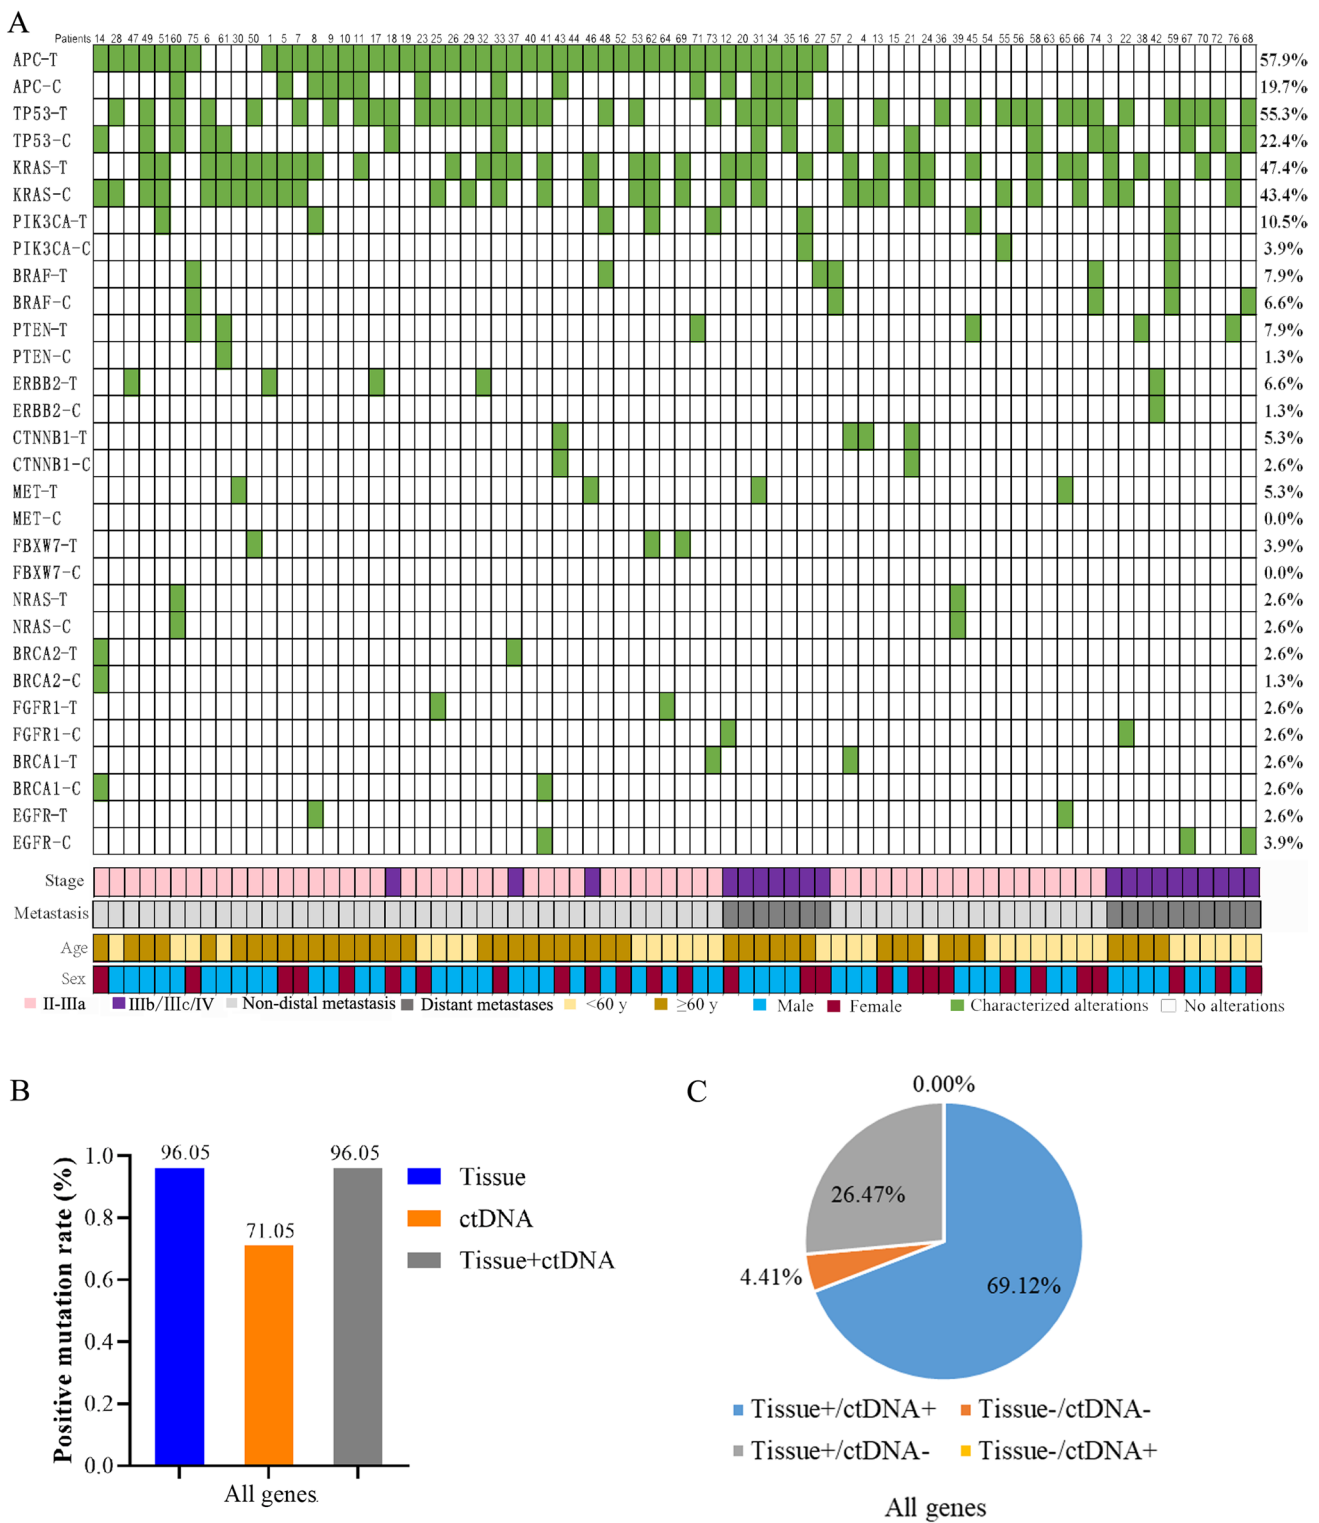 A
Patients 14 28 47 49 51 60 75 6 61 30 50 1 5 7 8 9 10 11 17 18 19 23 25 26 29 32 33 37 40 41 43 44 46 48 52 53 62 64 69 71 73 12 20 31 34 35 16 27 57 2 4 13 15 21 24 36 39 45 54 55 56 58 63 65 66 74 3 22 38 42 59 67 70 72 76 68
APC-T 57.9%
APC-C 19.7%
TP53-T 55.3%
TP53-C 22.4%
KRAS-T 47.4%
KRAS-C 43.4%
PIK3CA-T 10.5%
PIK3CA-C 3.9%
BRAF-T 7.9%
BRAF-C 6.6%
PTEN-T 7.9%
PTEN-C 1.3%
ERBB2-T 6.6%
ERBB2-C 1.3%
CTNNB1-T 5.3%
CTNNB1-C 2.6%
MET-T 5.3%
MET-C 0.0%
FBXW7-T 3.9%
FBXW7-C 0.0%
NRAS-T 2.6%
NRAS-C 2.6%
BRCA2-T 2.6%
BRCA2-C 1.3%
FGFR1-T 2.6%
FGFR1-C 2.6%
BRCA1-T 2.6%
BRCA1-C 2.6%
EGFR-T 2.6%
EGFR-C 3.9%
Stage
Metastasis
Age
Sex
II-IIIa IIIb/IIIc/IV Non-distal metastasis Distant metastases <60 y ≥60 y Male Female Characterized alterations No alterations
B
Positive mutation rate (%)
1.0
0.8
0.6
0.4
0.2
0.0
96.05
71.05
96.05
All genes
Tissue
ctDNA
Tissue+ctDNA
C
0.00%
26.47%
4.41%
69.12%
Tissue+/ctDNA+ Tissue-/ctDNA-
Tissue+/ctDNA- Tissue-/ctDNA+
All genes